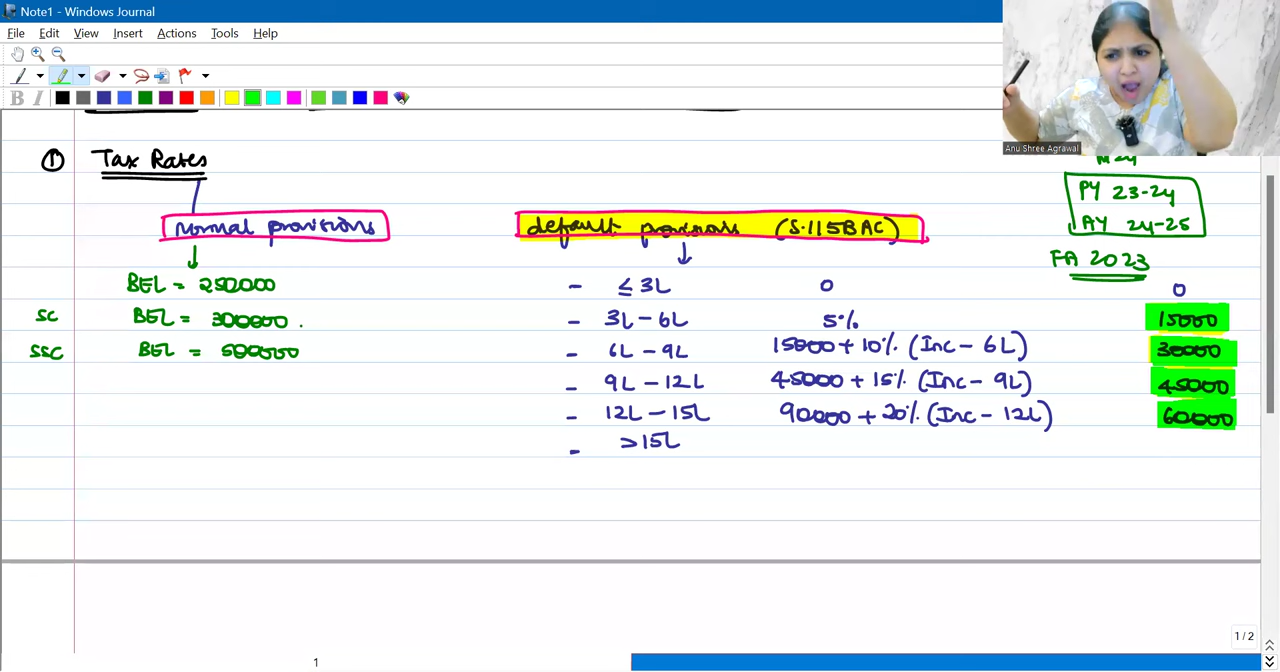 Note1 - Windows Journal
File Edit View Insert Actions Tools Help
B I
Anu Shree Agrawal
M24
① Tax Rates
PY 23-24
AY 24-25
FA 2023
normal provisions
default provisions (S.115BAC)
BEL = 250000
SC BEL = 300000
SSC BEL = 500000
- ≤ 3L 0 0
- 3L - 6L 5% 15000
- 6L - 9L 15000 + 10% (Inc - 6L) 30000
- 9L - 12L 45000 + 15% (Inc - 9L) 45000
- 12L - 15L 90000 + 20% (Inc - 12L) 60000
- >15L
1 / 2
1